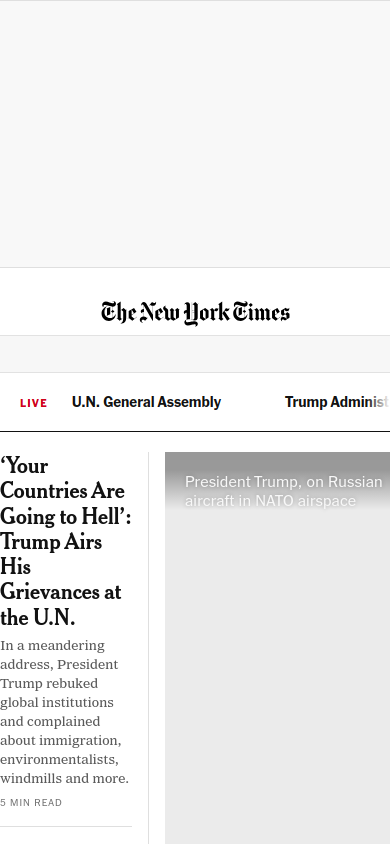 The New York Times
LIVE
U.N. General Assembly
Trump Administ
‘Your
Countries Are
Going to Hell’:
Trump Airs
His
Grievances at
the U.N.
In a meandering
address, President
Trump rebuked
global institutions
and complained
about immigration,
environmentalists,
windmills and more.
5 MIN READ
President Trump, on Russian
aircraft in NATO airspace